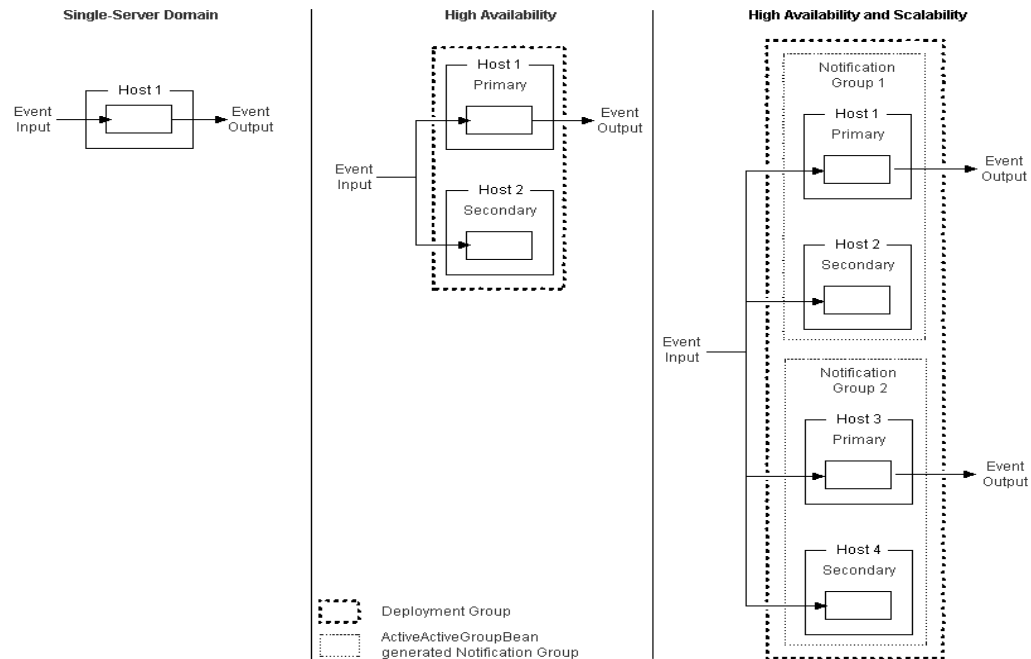 Single-Server Domain
Host 1
Event
Input
Event
Output
High Availability
Host 1
Primary
Event
Output
Event
Input
Host 2
Secondary
High Availability and Scalability
Notification
Group 1
Host 1
Primary
Event
Output
Host 2
Secondary
Event
Input
Notification
Group 2
Host 3
Primary
Event
Output
Host 4
Secondary
Deployment Group
ActiveActiveGroupBean
generated Notification Group